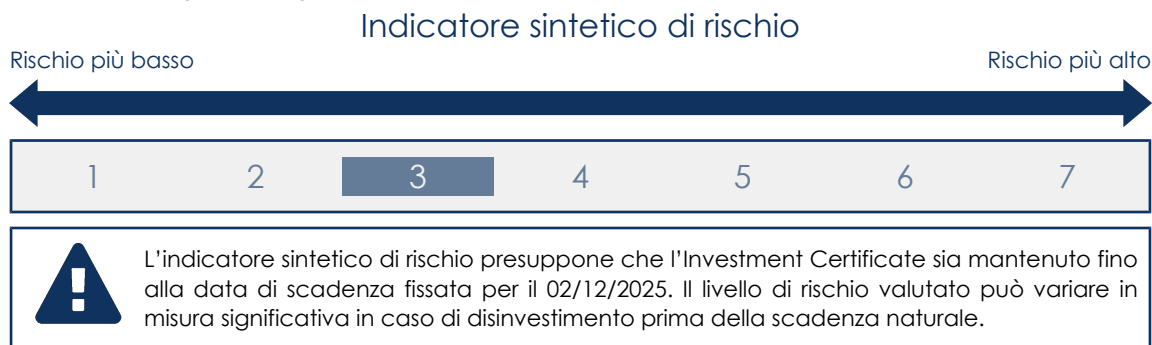 Indicatore sintetico di rischio
Rischio più basso
Rischio più alto
1 2 3 4 5 6 7
L'indicatore sintetico di rischio presuppone che l'Investment Certificate sia mantenuto fino
alla data di scadenza fissata per il 02/12/2025. Il livello di rischio valutato può variare in
misura significativa in caso di disinvestimento prima della scadenza naturale.